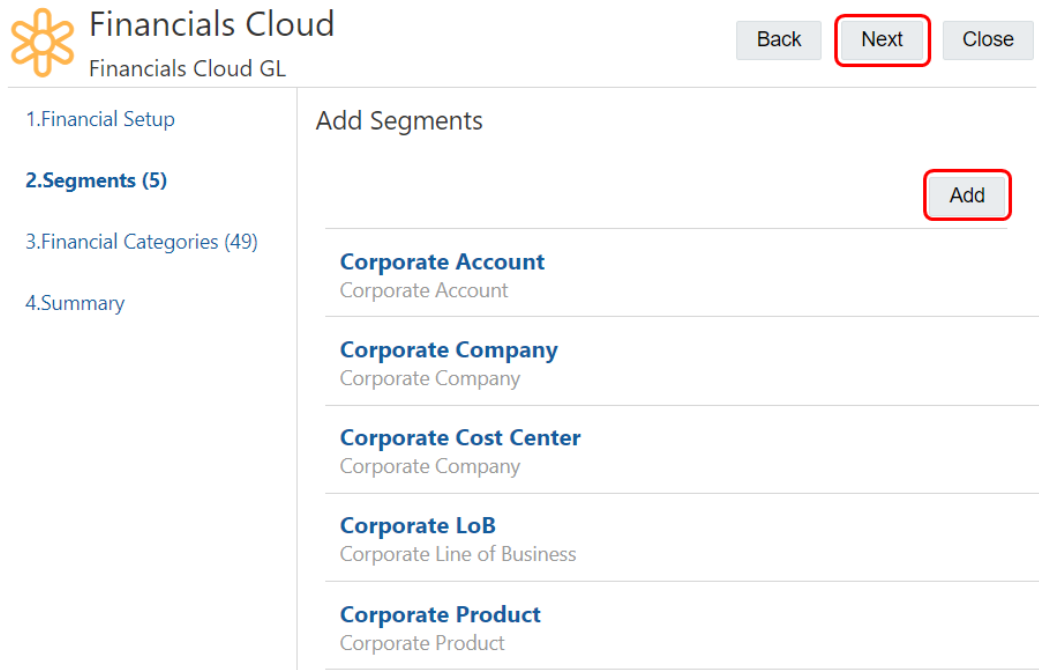 Financials Cloud
Financials Cloud GL
Back
Next
Close
1.Financial Setup
2.Segments (5)
3.Financial Categories (49)
4.Summary
Add Segments
Add
Corporate Account
Corporate Account
Corporate Company
Corporate Company
Corporate Cost Center
Corporate Company
Corporate LoB
Corporate Line of Business
Corporate Product
Corporate Product